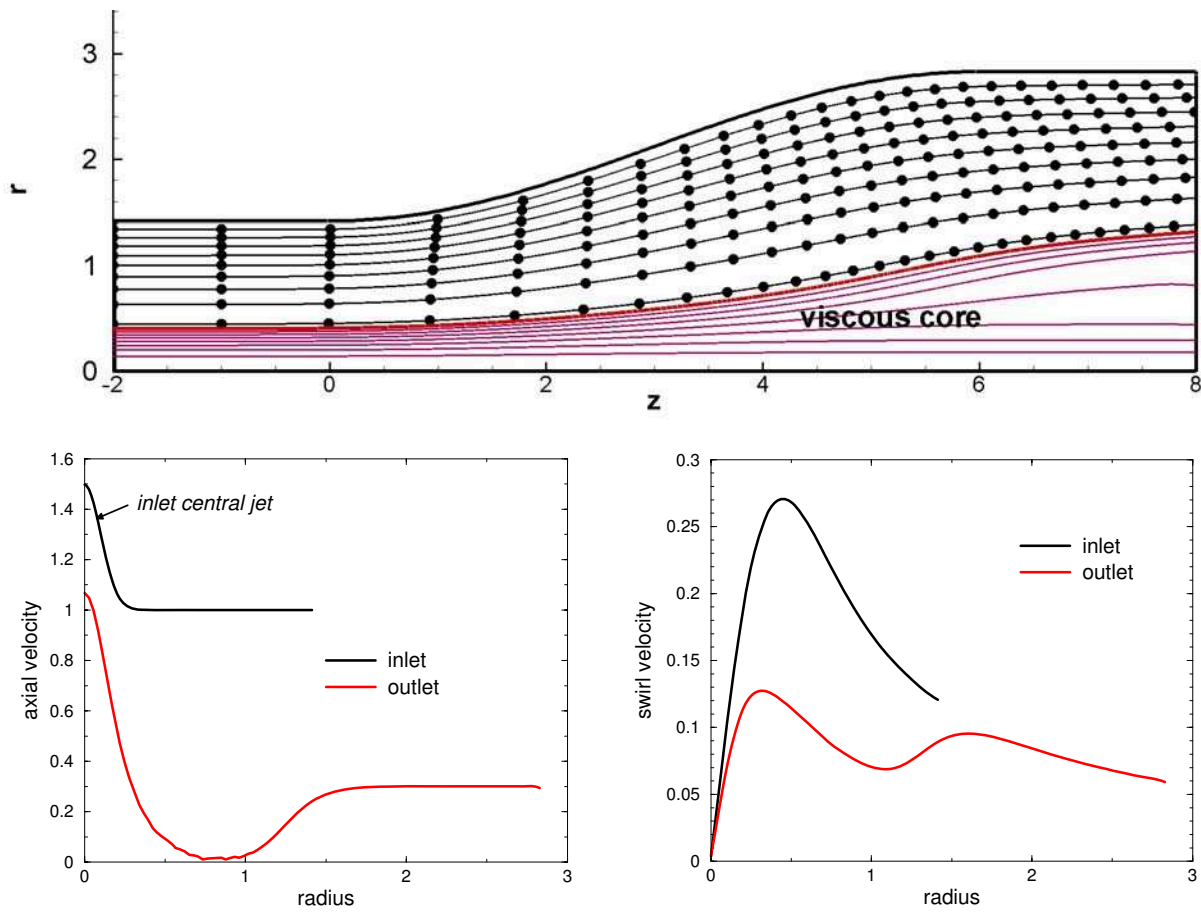 r
3
2
1
0
viscous core
-2
0
2
4
6
8
z
1.6
1.4
1.2
1
0.8
0.6
0.4
0.2
0
axial velocity
inlet central jet
inlet
outlet
0
1
2
3
radius
0.3
0.25
0.2
0.15
0.1
0.05
0
swirl velocity
inlet
outlet
0
1
2
3
radius